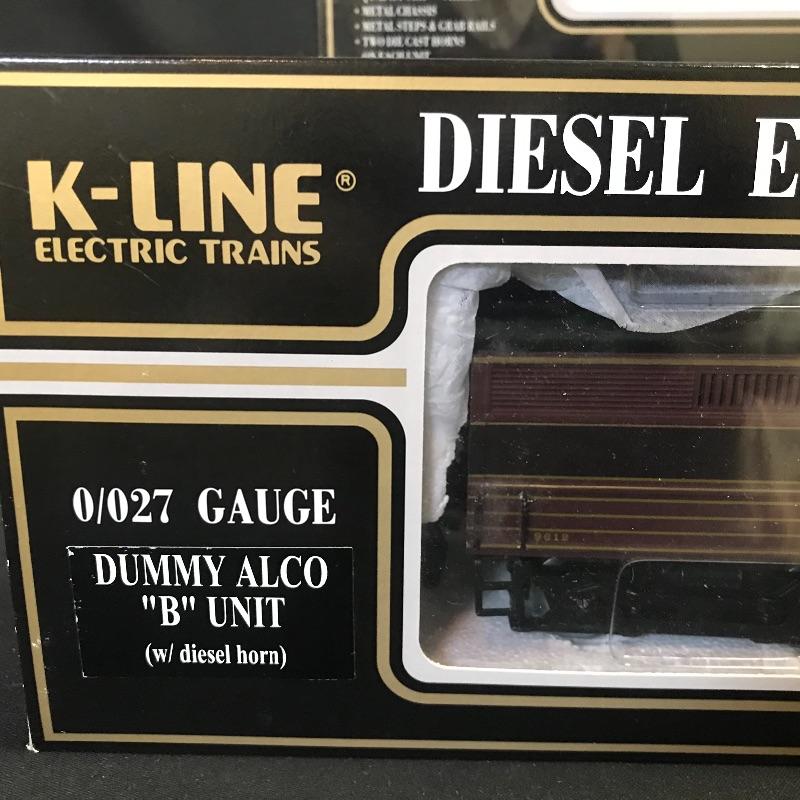 • METAL CHASSIS
• METAL STEPS & GRAB RAILS
• TWO DIE CAST HORNS
K-LINE®
ELECTRIC TRAINS
DIESEL E
0/027 GAUGE
DUMMY ALCO
"B" UNIT
(w/ diesel horn)
9612